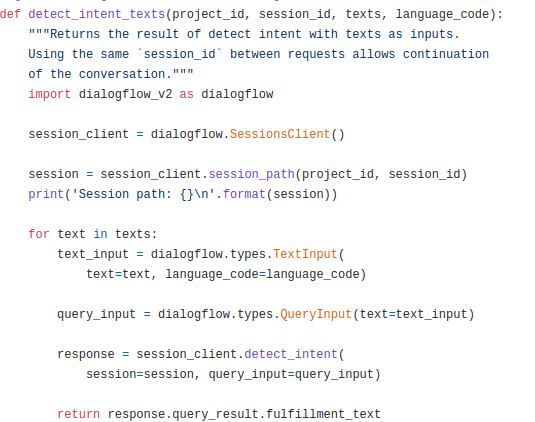 def detect_intent_texts(project_id, session_id, texts, language_code):
    """Returns the result of detect intent with texts as inputs.
    Using the same `session_id` between requests allows continuation
    of the conversation."""
    import dialogflow_v2 as dialogflow

    session_client = dialogflow.SessionsClient()

    session = session_client.session_path(project_id, session_id)
    print('Session path: {}\n'.format(session))

    for text in texts:
        text_input = dialogflow.types.TextInput(
            text=text, language_code=language_code)

        query_input = dialogflow.types.QueryInput(text=text_input)

        response = session_client.detect_intent(
            session=session, query_input=query_input)

        return response.query_result.fulfillment_text